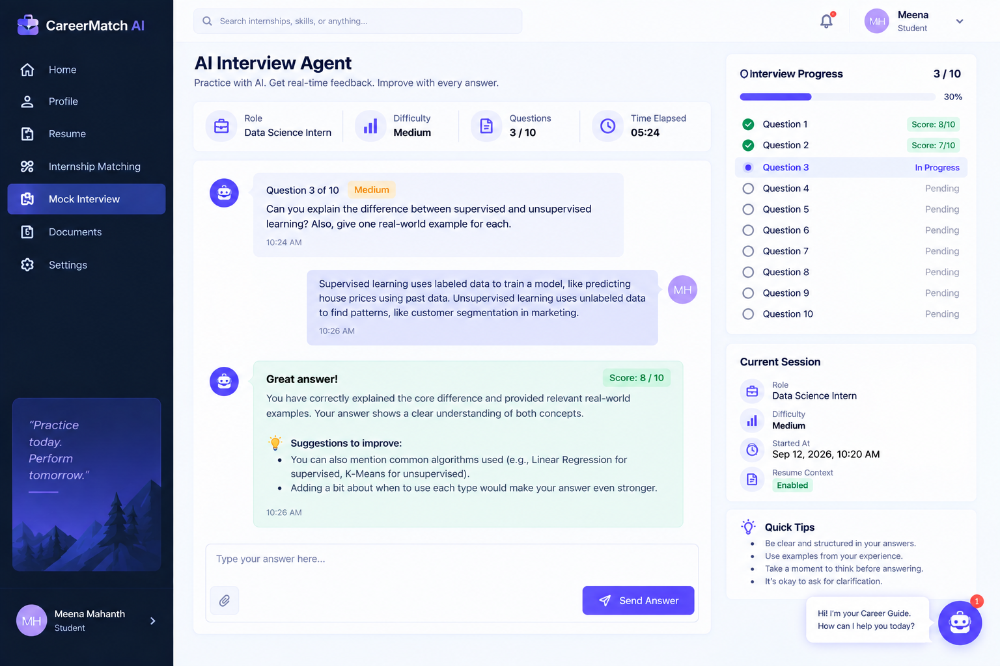 CareerMatch AI
Home
Profile
Resume
Internship Matching
Mock Interview
Documents
Settings
“Practice
today.
Perform
tomorrow.”
MH
Meena Mahanth
Student
Search internships, skills, or anything...
MH
Meena
Student
AI Interview Agent
Practice with AI. Get real-time feedback. Improve with every answer.
Role
Data Science Intern
Difficulty
Medium
Questions
3 / 10
Time Elapsed
05:24
Question 3 of 10 Medium
Can you explain the difference between supervised and unsupervised
learning? Also, give one real-world example for each.
10:24 AM
Supervised learning uses labeled data to train a model, like predicting
house prices using past data. Unsupervised learning uses unlabeled data
to find patterns, like customer segmentation in marketing.
10:26 AM
MH
Great answer! Score: 8 / 10
You have correctly explained the core difference and provided relevant real-world
examples. Your answer shows a clear understanding of both concepts.
Suggestions to improve:
• You can also mention common algorithms used (e.g., Linear Regression for
supervised, K-Means for unsupervised).
• Adding a bit about when to use each type would make your answer even stronger.
10:26 AM
Type your answer here...
Send Answer
Interview Progress 3 / 10
30%
Question 1 Score: 8/10
Question 2 Score: 7/10
Question 3 In Progress
Question 4 Pending
Question 5 Pending
Question 6 Pending
Question 7 Pending
Question 8 Pending
Question 9 Pending
Question 10 Pending
Current Session
Role
Data Science Intern
Difficulty
Medium
Started At
Sep 12, 2026, 10:20 AM
Resume Context
Enabled
Quick Tips
• Be clear and structured in your answers.
• Use examples from your experience.
• Take a moment to think before answering.
• It’s okay to ask for clarification.
Hi! I’m your Career Guide.
How can I help you today?
1